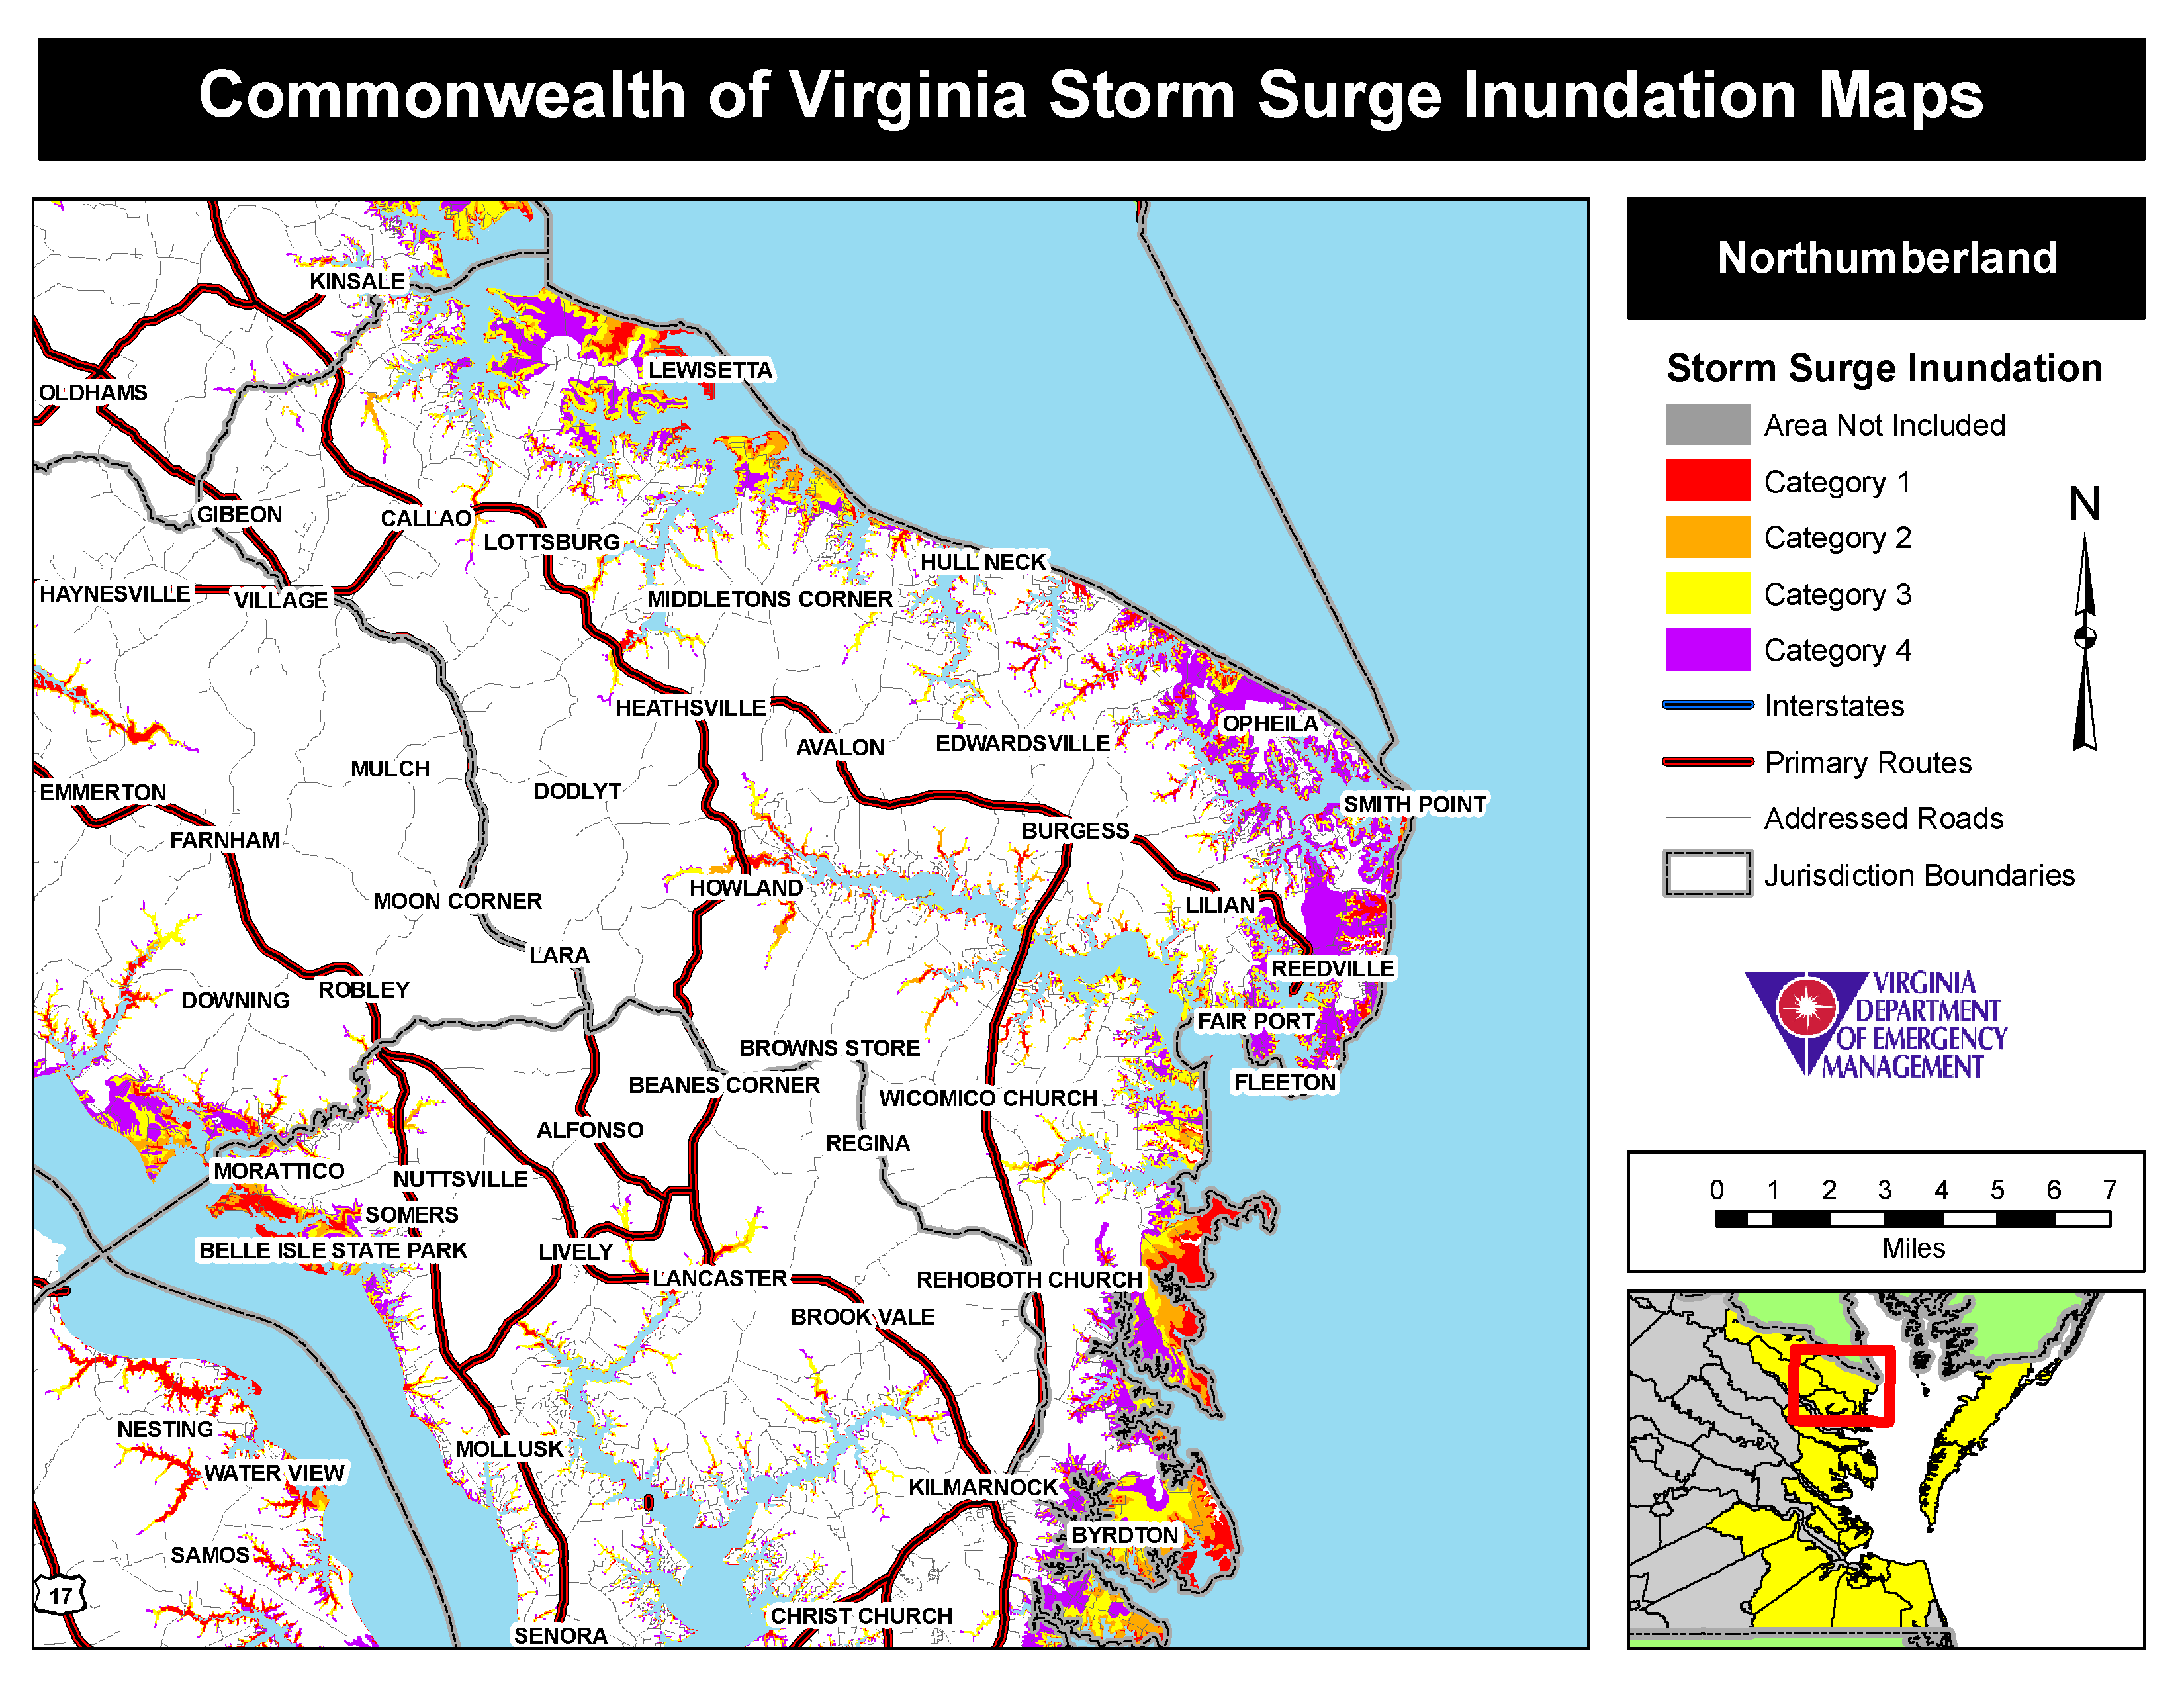 Commonwealth of Virginia Storm Surge Inundation Maps
Northumberland
Storm Surge Inundation
Area Not Included
Category 1
Category 2
Category 3
Category 4
Interstates
Primary Routes
Addressed Roads
Jurisdiction Boundaries
N
VIRGINIA
DEPARTMENT
OF EMERGENCY
MANAGEMENT
0 1 2 3 4 5 6 7
Miles
KINSALE
LEWISETTA
OLDHAMS
GIBEON
CALLAO
LOTTSBURG
HULL NECK
HAYNESVILLE
VILLAGE
MIDDLETONS CORNER
HEATHSVILLE
OPHEILA
AVALON
EDWARDSVILLE
MULCH
DODLYT
EMMERTON
SMITH POINT
BURGESS
FARNHAM
HOWLAND
MOON CORNER
LILIAN
LARA
REEDVILLE
ROBLEY
DOWNING
FAIR PORT
BROWNS STORE
FLEETON
BEANES CORNER
WICOMICO CHURCH
ALFONSO
REGINA
MORATTICO
NUTTSVILLE
SOMERS
BELLE ISLE STATE PARK
LIVELY
LANCASTER
REHOBOTH CHURCH
BROOK VALE
NESTING
MOLLUSK
WATER VIEW
KILMARNOCK
BYRDTON
SAMOS
17
CHRIST CHURCH
SENORA